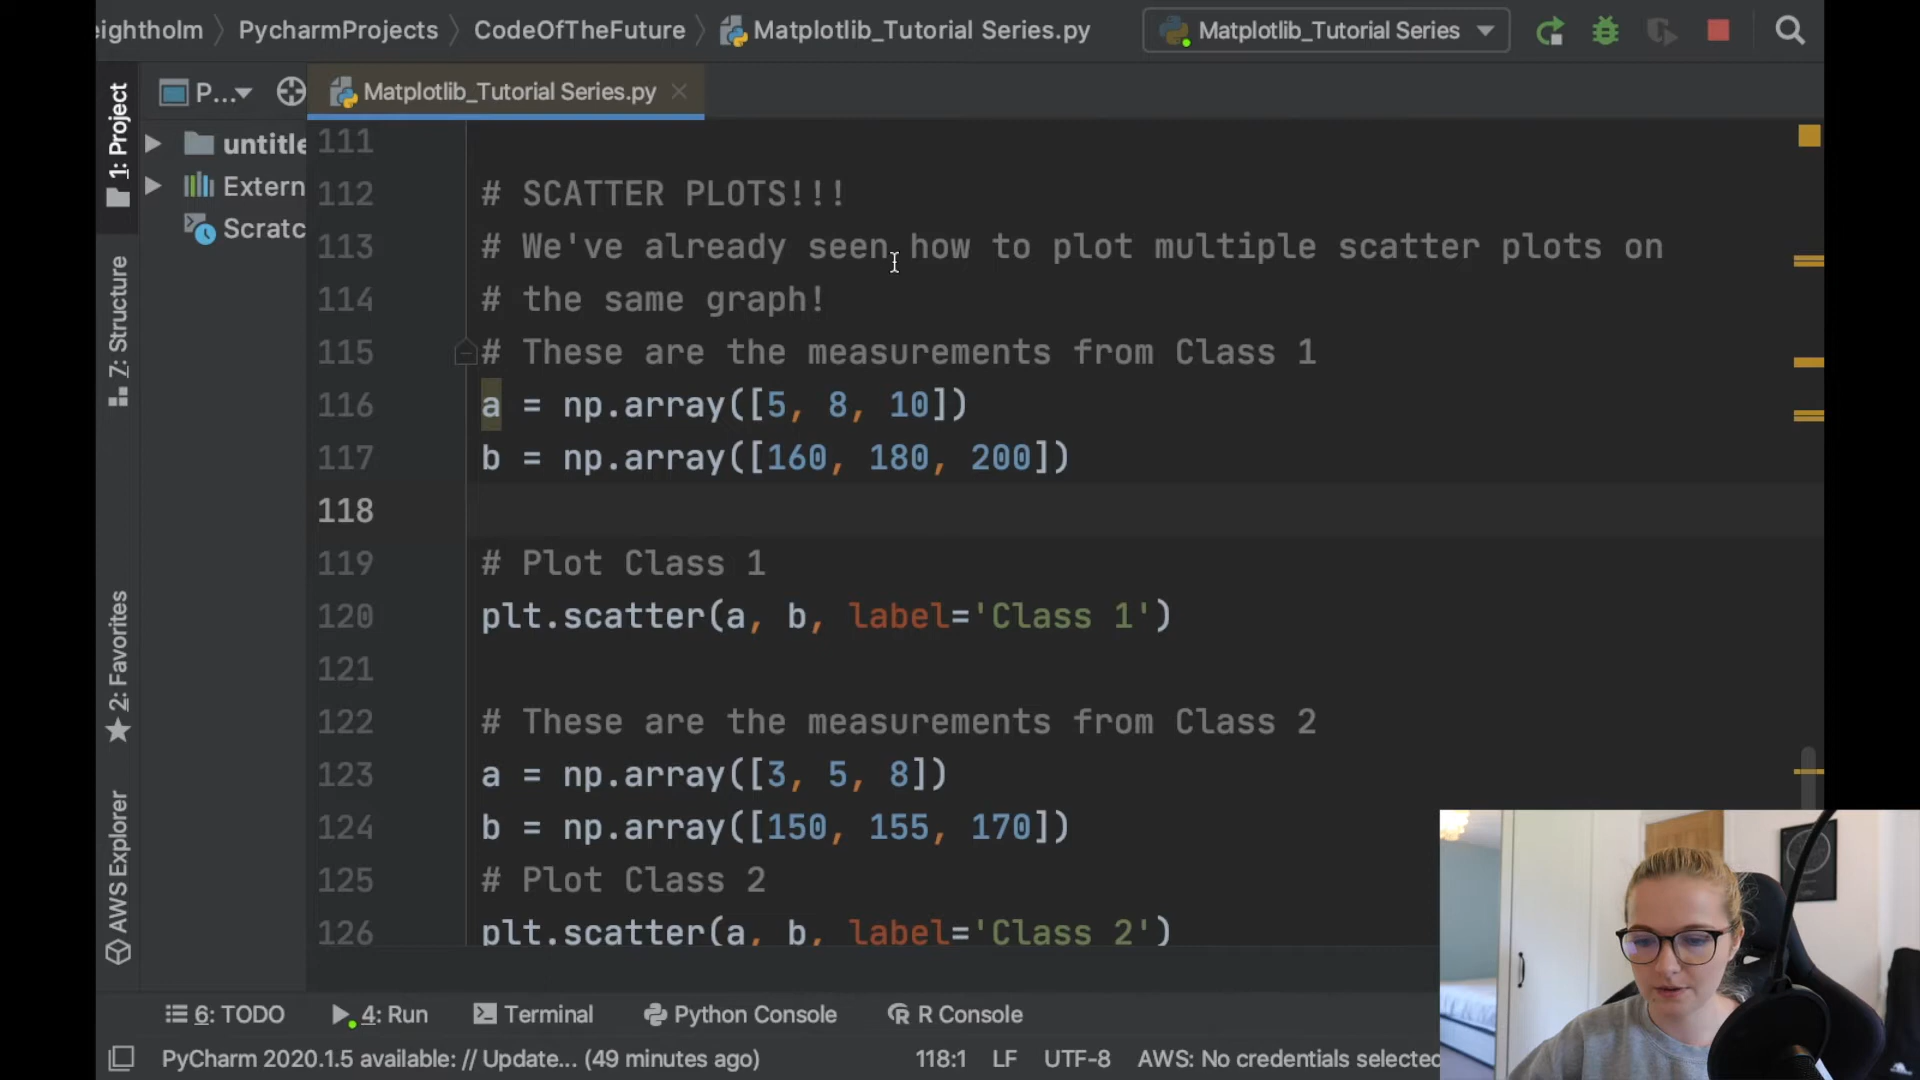 eightholm PycharmProjects CodeOfTheFuture Matplotlib_Tutorial Series.py Matplotlib_Tutorial Series
P... Matplotlib_Tutorial Series.py
1: Project
untitle
Extern
Scratc
Z: Structure
2: Favorites
AWS Explorer
111
112 # SCATTER PLOTS!!!
113 # We've already seen how to plot multiple scatter plots on
114 # the same graph!
115 # These are the measurements from Class 1
116 a = np.array([5, 8, 10])
117 b = np.array([160, 180, 200])
118
119 # Plot Class 1
120 plt.scatter(a, b, label='Class 1')
121
122 # These are the measurements from Class 2
123 a = np.array([3, 5, 8])
124 b = np.array([150, 155, 170])
125 # Plot Class 2
126 plt.scatter(a, b, label='Class 2')
6: TODO 4: Run Terminal Python Console R Console
PyCharm 2020.1.5 available: // Update... (49 minutes ago) 118:1 LF UTF-8 AWS: No credentials selected